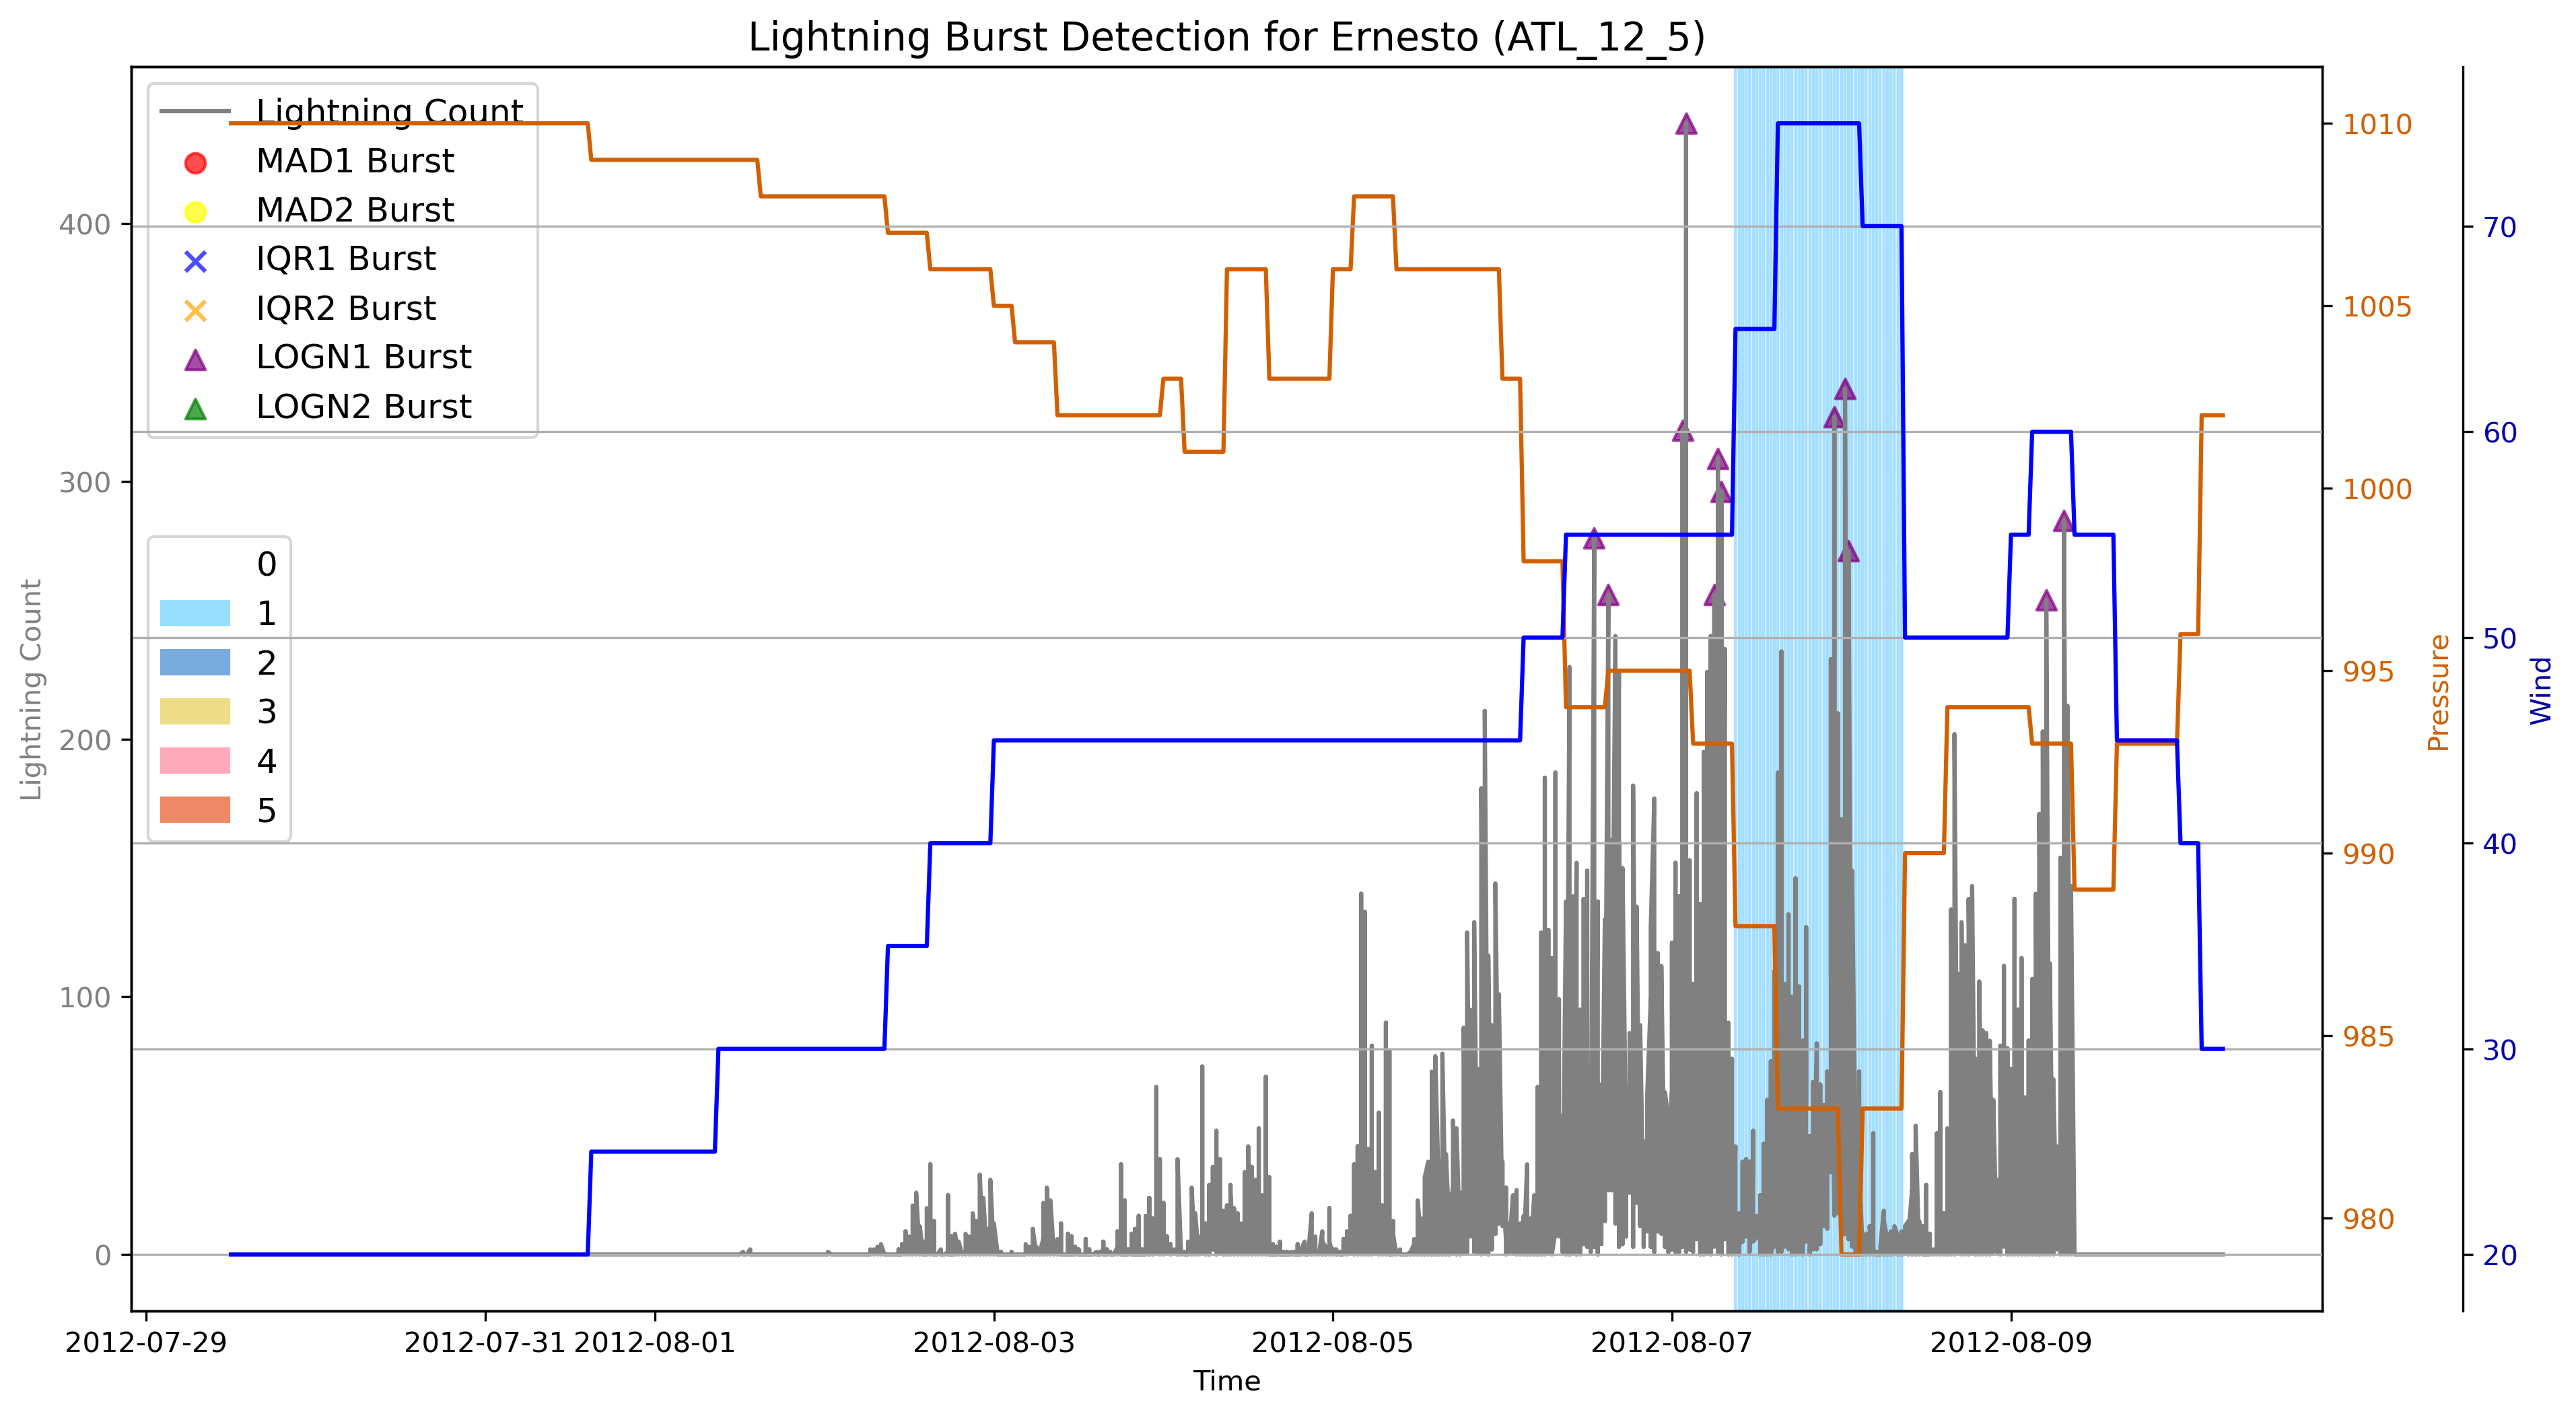 Lightning Burst Detection for Ernesto (ATL_12_5)
Lightning Count
MAD1 Burst
MAD2 Burst
IQR1 Burst
IQR2 Burst
LOGN1 Burst
LOGN2 Burst
0
1
2
3
4
5
Lightning Count
400
300
200
100
0
1010
1005
1000
995
990
985
980
Pressure
70
60
50
40
30
20
Wind
2012-07-29
2012-07-31
2012-08-01
2012-08-03
2012-08-05
2012-08-07
2012-08-09
Time